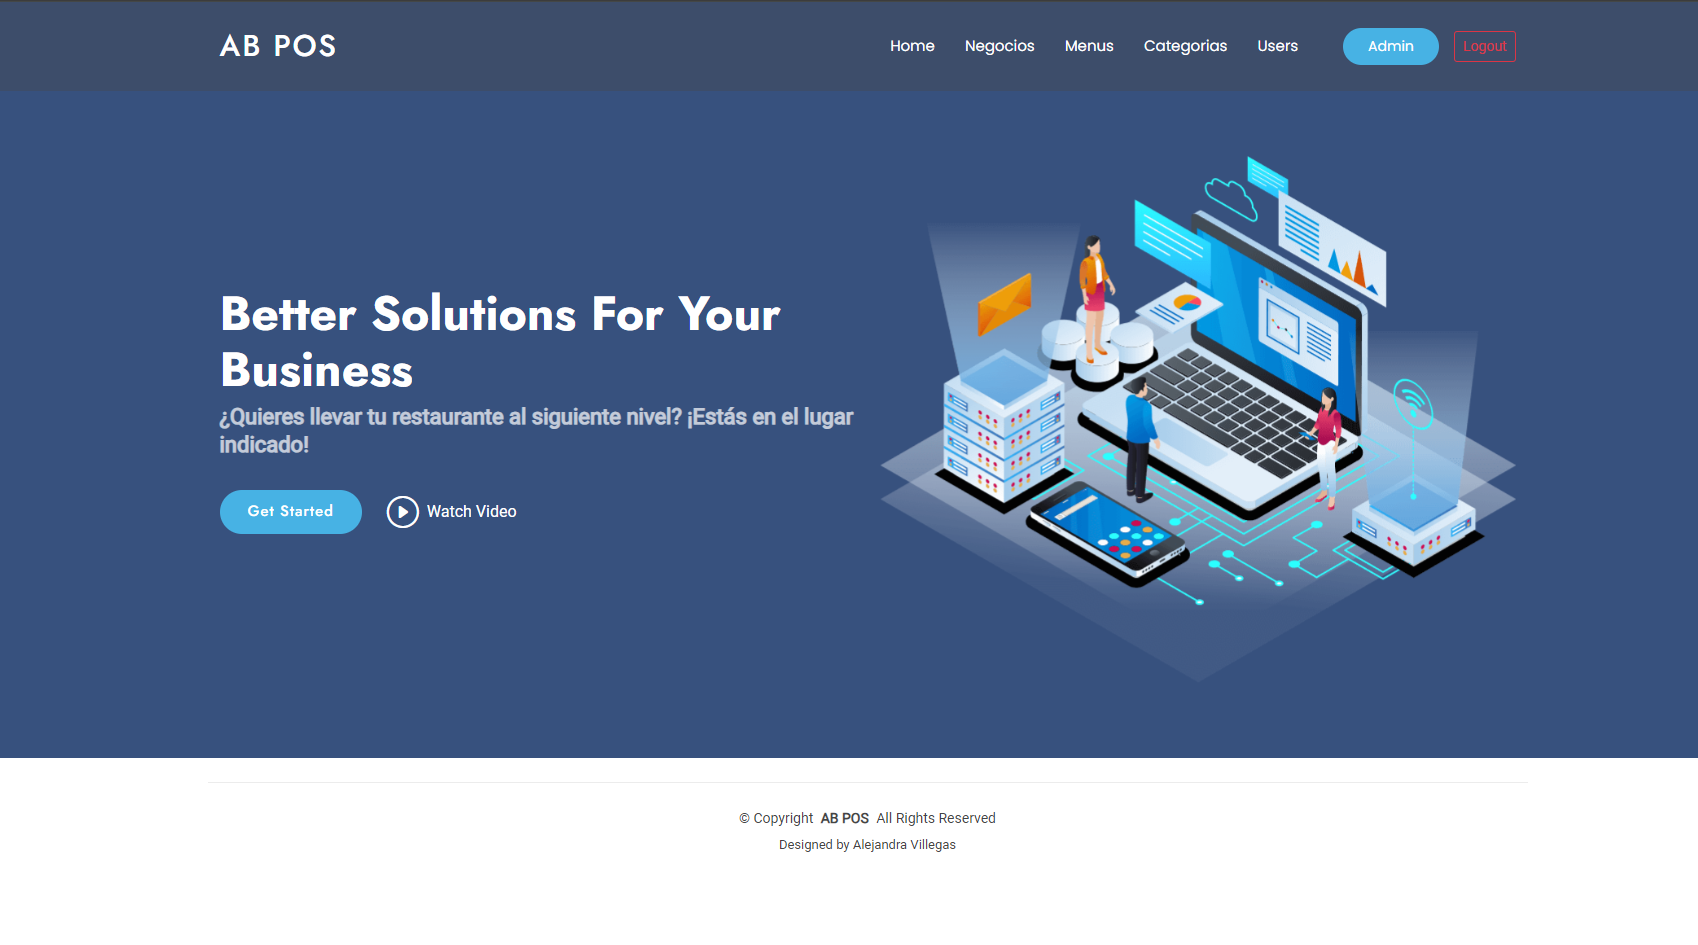 AB POS
Home Negocios Menus Categorias Users Admin Logout
Better Solutions For Your
Business
¿Quieres llevar tu restaurante al siguiente nivel? ¡Estás en el lugar
indicado!
Get Started Watch Video
© Copyright AB POS All Rights Reserved
Designed by Alejandra Villegas